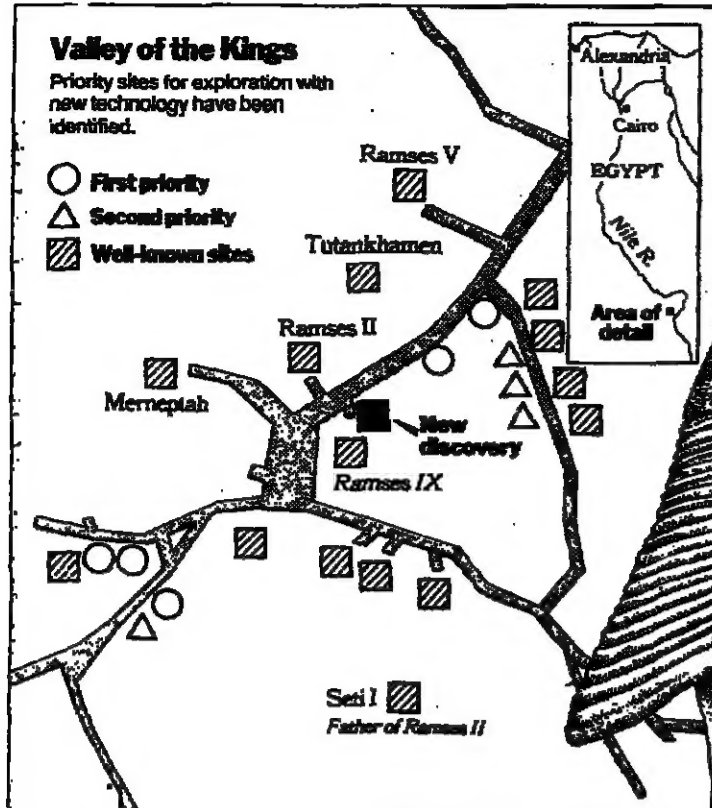 Valley of the Kings
Priority sites for exploration with
new technology have been
identified.
First priority
Second priority
Well-known sites
Alexandria
Cairo
EGYPT
Nile R.
Area of
detail
Ramses V
Tutankhamen
Ramses II
Merneptah
New
discovery
Ramses IX
Seti I
Father of Ramses II